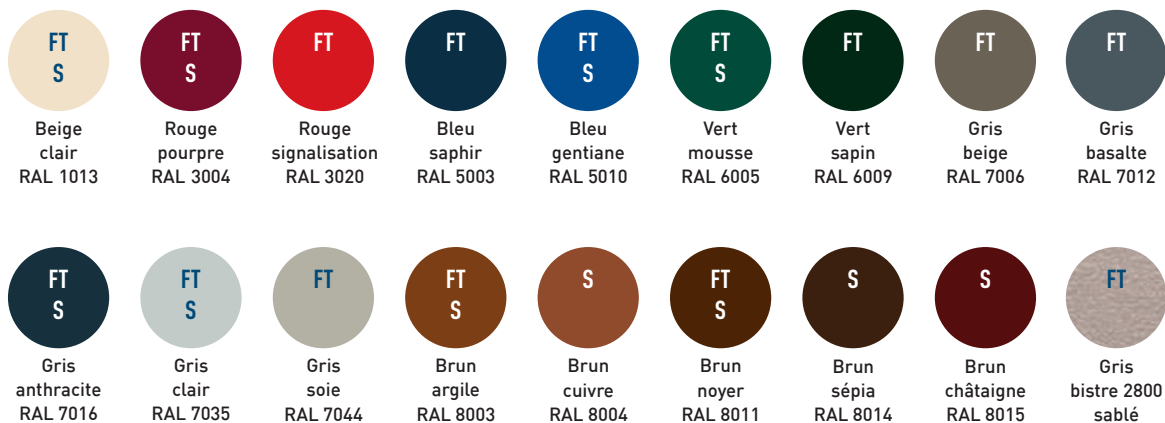 FT
S
Beige
clair
RAL 1013
FT
S
Rouge
pourpre
RAL 3004
FT
Rouge
signalisation
RAL 3020
FT
Bleu
saphir
RAL 5003
FT
S
Bleu
gentiane
RAL 5010
FT
S
Vert
mousse
RAL 6005
FT
Vert
sapin
RAL 6009
FT
Gris
beige
RAL 7006
FT
Gris
basalte
RAL 7012
FT
S
Gris
anthracite
RAL 7016
FT
S
Gris
clair
RAL 7035
FT
Gris
soie
RAL 7044
FT
S
Brun
argile
RAL 8003
S
Brun
cuivre
RAL 8004
FT
S
Brun
noyer
RAL 8011
S
Brun
sépia
RAL 8014
S
Brun
châtaigne
RAL 8015
FT
Gris
bistre 2800
sablé